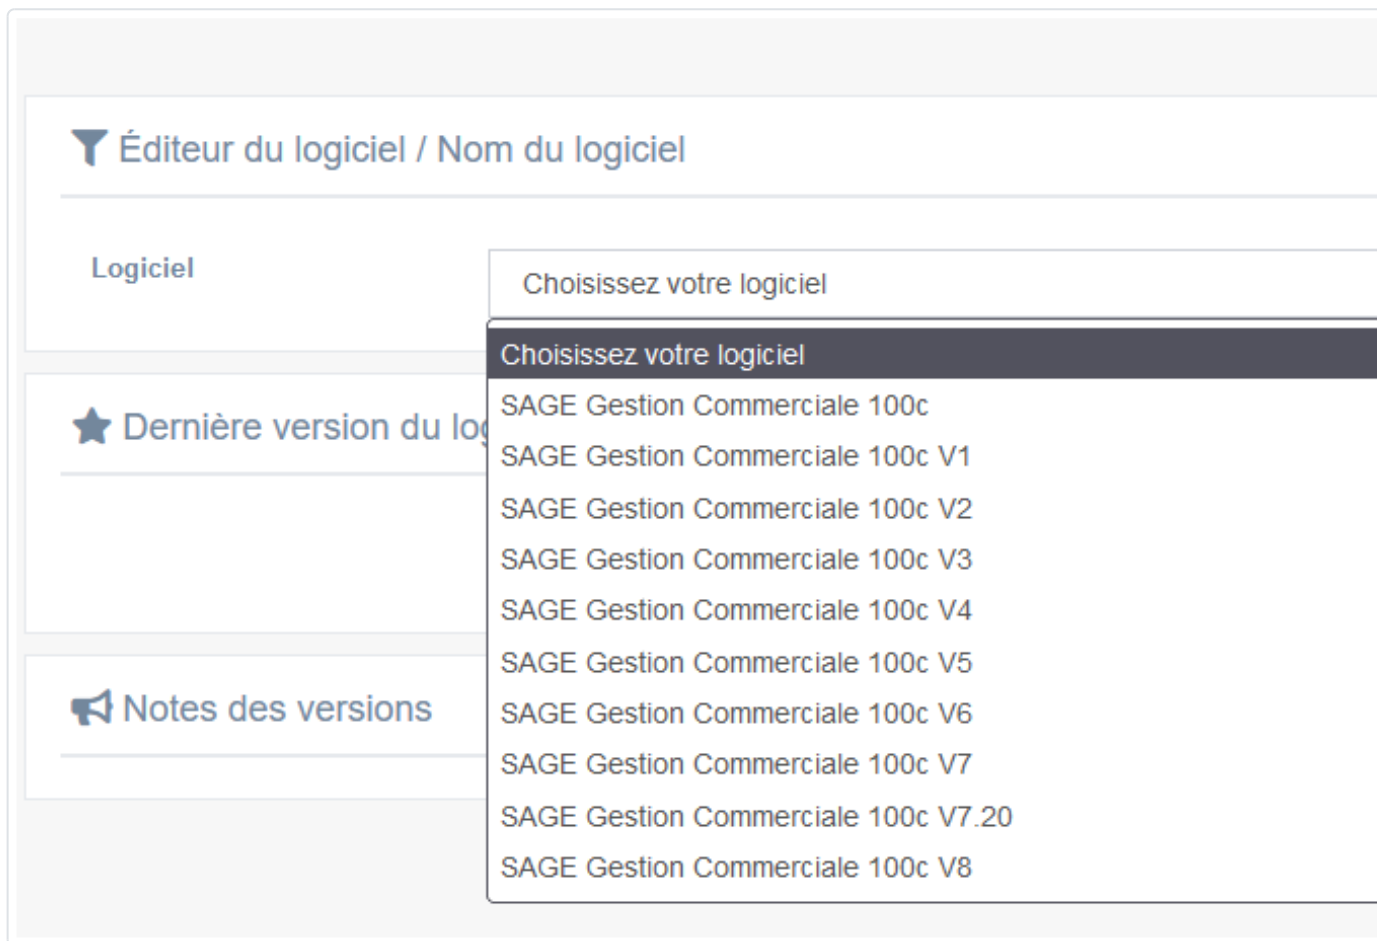 Éditeur du logiciel / Nom du logiciel
Logiciel
Choisissez votre logiciel
Choisissez votre logiciel
SAGE Gestion Commerciale 100c
SAGE Gestion Commerciale 100c V1
SAGE Gestion Commerciale 100c V2
SAGE Gestion Commerciale 100c V3
SAGE Gestion Commerciale 100c V4
SAGE Gestion Commerciale 100c V5
SAGE Gestion Commerciale 100c V6
SAGE Gestion Commerciale 100c V7
SAGE Gestion Commerciale 100c V7.20
SAGE Gestion Commerciale 100c V8
Dernière version du log
Notes des versions